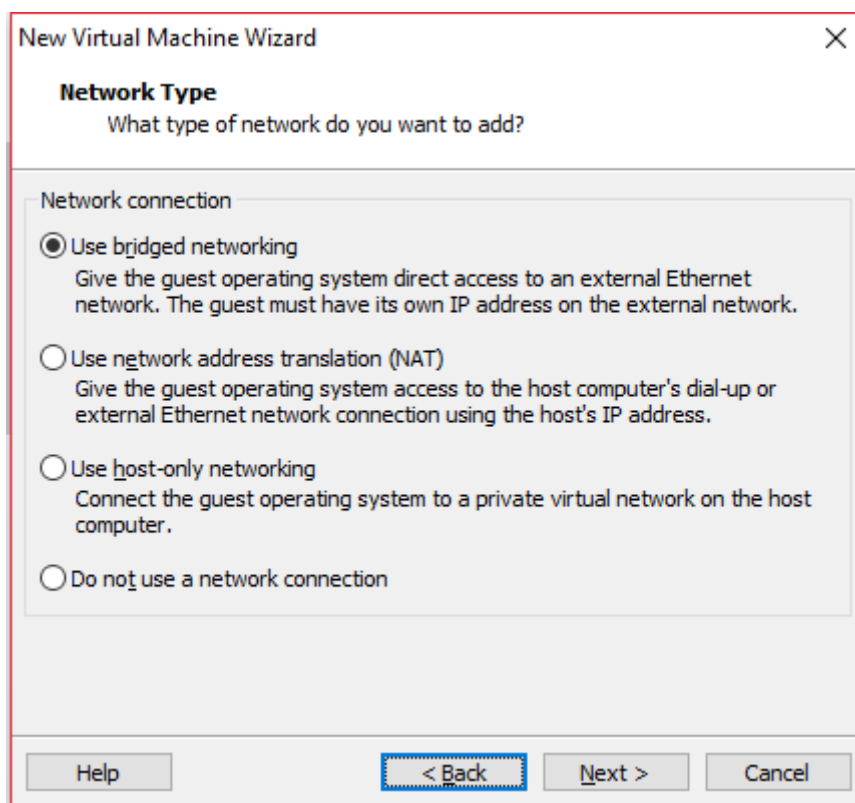 New Virtual Machine Wizard
Network Type
What type of network do you want to add?
Network connection
Use bridged networking
Give the guest operating system direct access to an external Ethernet
network. The guest must have its own IP address on the external network.
Use network address translation (NAT)
Give the guest operating system access to the host computer's dial-up or
external Ethernet network connection using the host's IP address.
Use host-only networking
Connect the guest operating system to a private virtual network on the host
computer.
Do not use a network connection
Help
< Back
Next >
Cancel